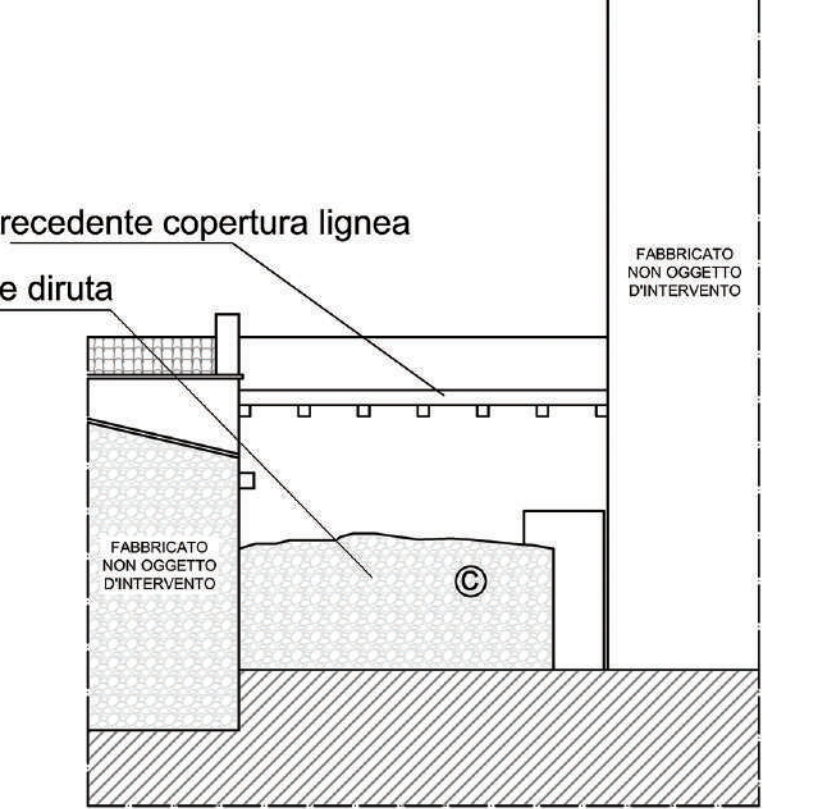 recedente copertura lignea
e diruta
FABBRICATO
NON OGGETTO
D'INTERVENTO
FABBRICATO
NON OGGETTO
D'INTERVENTO
C